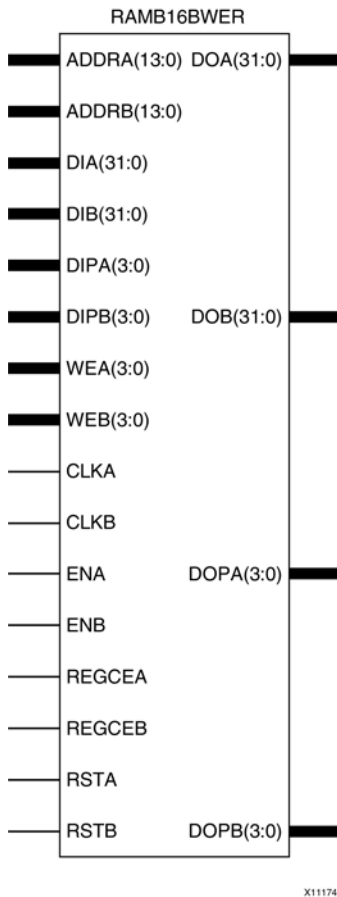 RAMB16BWER
ADDRA(13:0) DOA(31:0)
ADDRB(13:0)
DIA(31:0)
DIB(31:0)
DIPA(3:0)
DIPB(3:0) DOB(31:0)
WEA(3:0)
WEB(3:0)
CLKA
CLKB
ENA DOPA(3:0)
ENB
REGCEA
REGCEB
RSTA
RSTB DOPB(3:0)
X11174